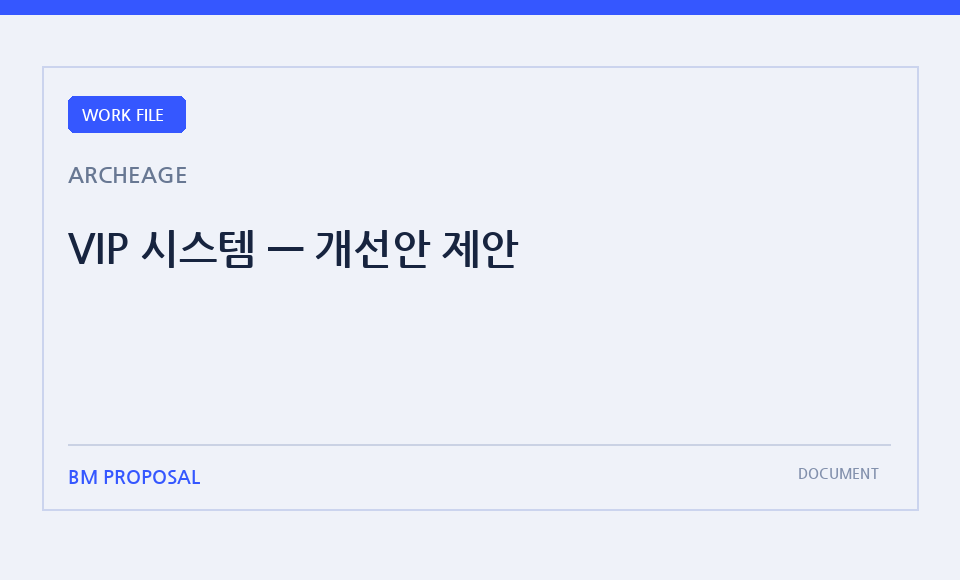 WORK FILE
ARCHEAGE
VIP 시스템 — 개선안 제안
BM PROPOSAL
DOCUMENT